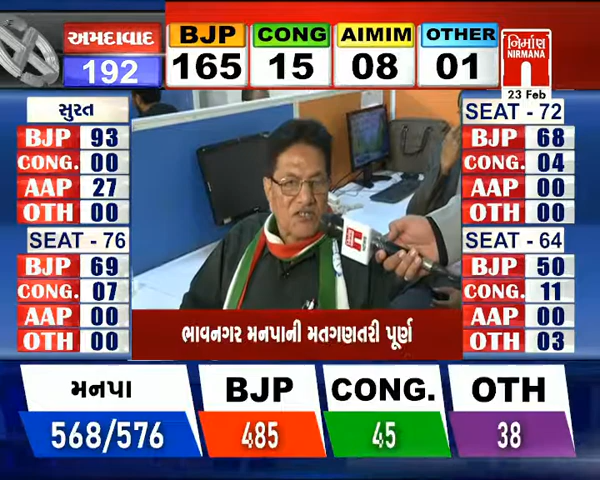 અમદાવાદ
192
BJP CONG AIMIM OTHER
165 15 08 01
નિર્માણ
NIRMANA
23 Feb
સુરત
BJP 93
CONG. 00
AAP 27
OTH 00
SEAT - 76
BJP 69
CONG. 07
AAP 00
OTH 00
SEAT - 72
BJP 68
CONG. 04
AAP 00
OTH 00
SEAT - 64
BJP 50
CONG. 11
AAP 00
OTH 03
ભાવનગર મનપાની મતગણતરી પૂર્ણ
મનપા BJP CONG. OTH
568/576 485 45 38